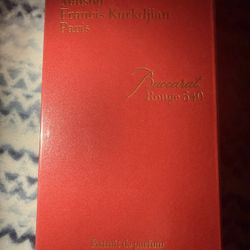 Maison
Francis Kurkdjian
Paris
Baccarat
Rouge 540
Extrait de parfum